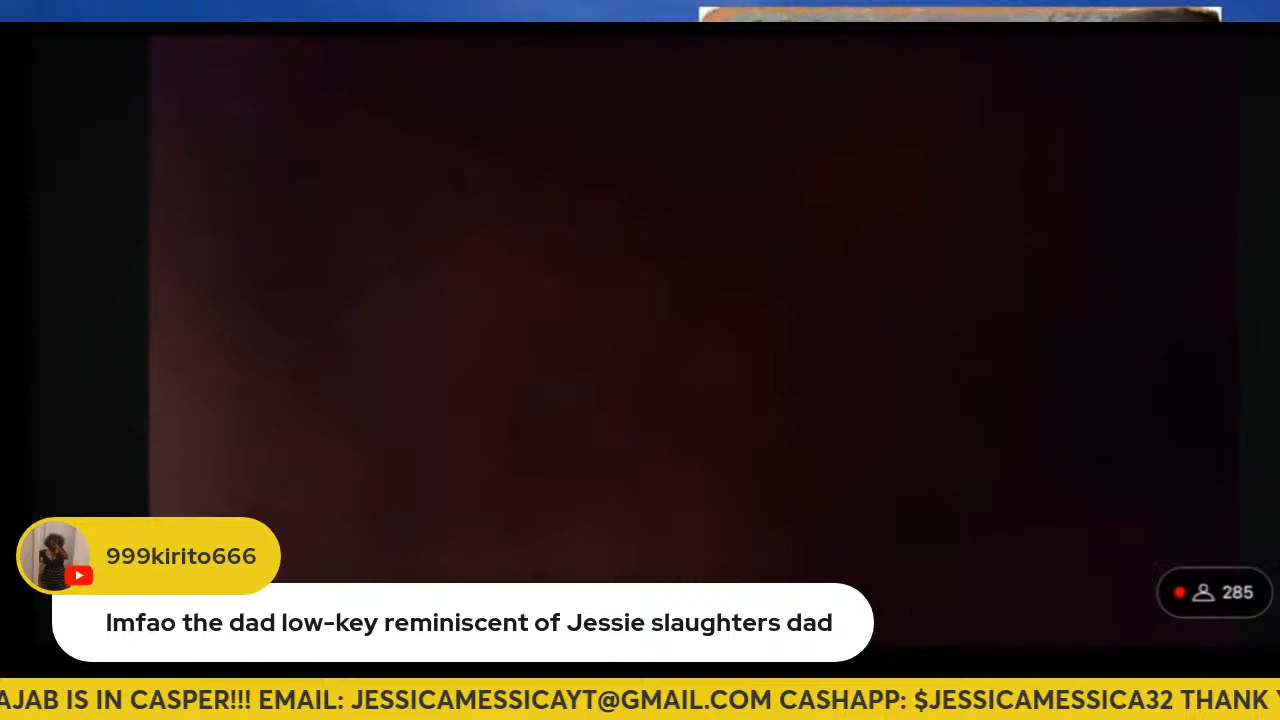 999kirito666
lmfao the dad low-key reminiscent of Jessie slaughters dad
285
AJAB IS IN CASPER!!! EMAIL: JESSICAMESSICAYT@GMAIL.COM CASHAPP: $JESSICAMESSICA32 THANK